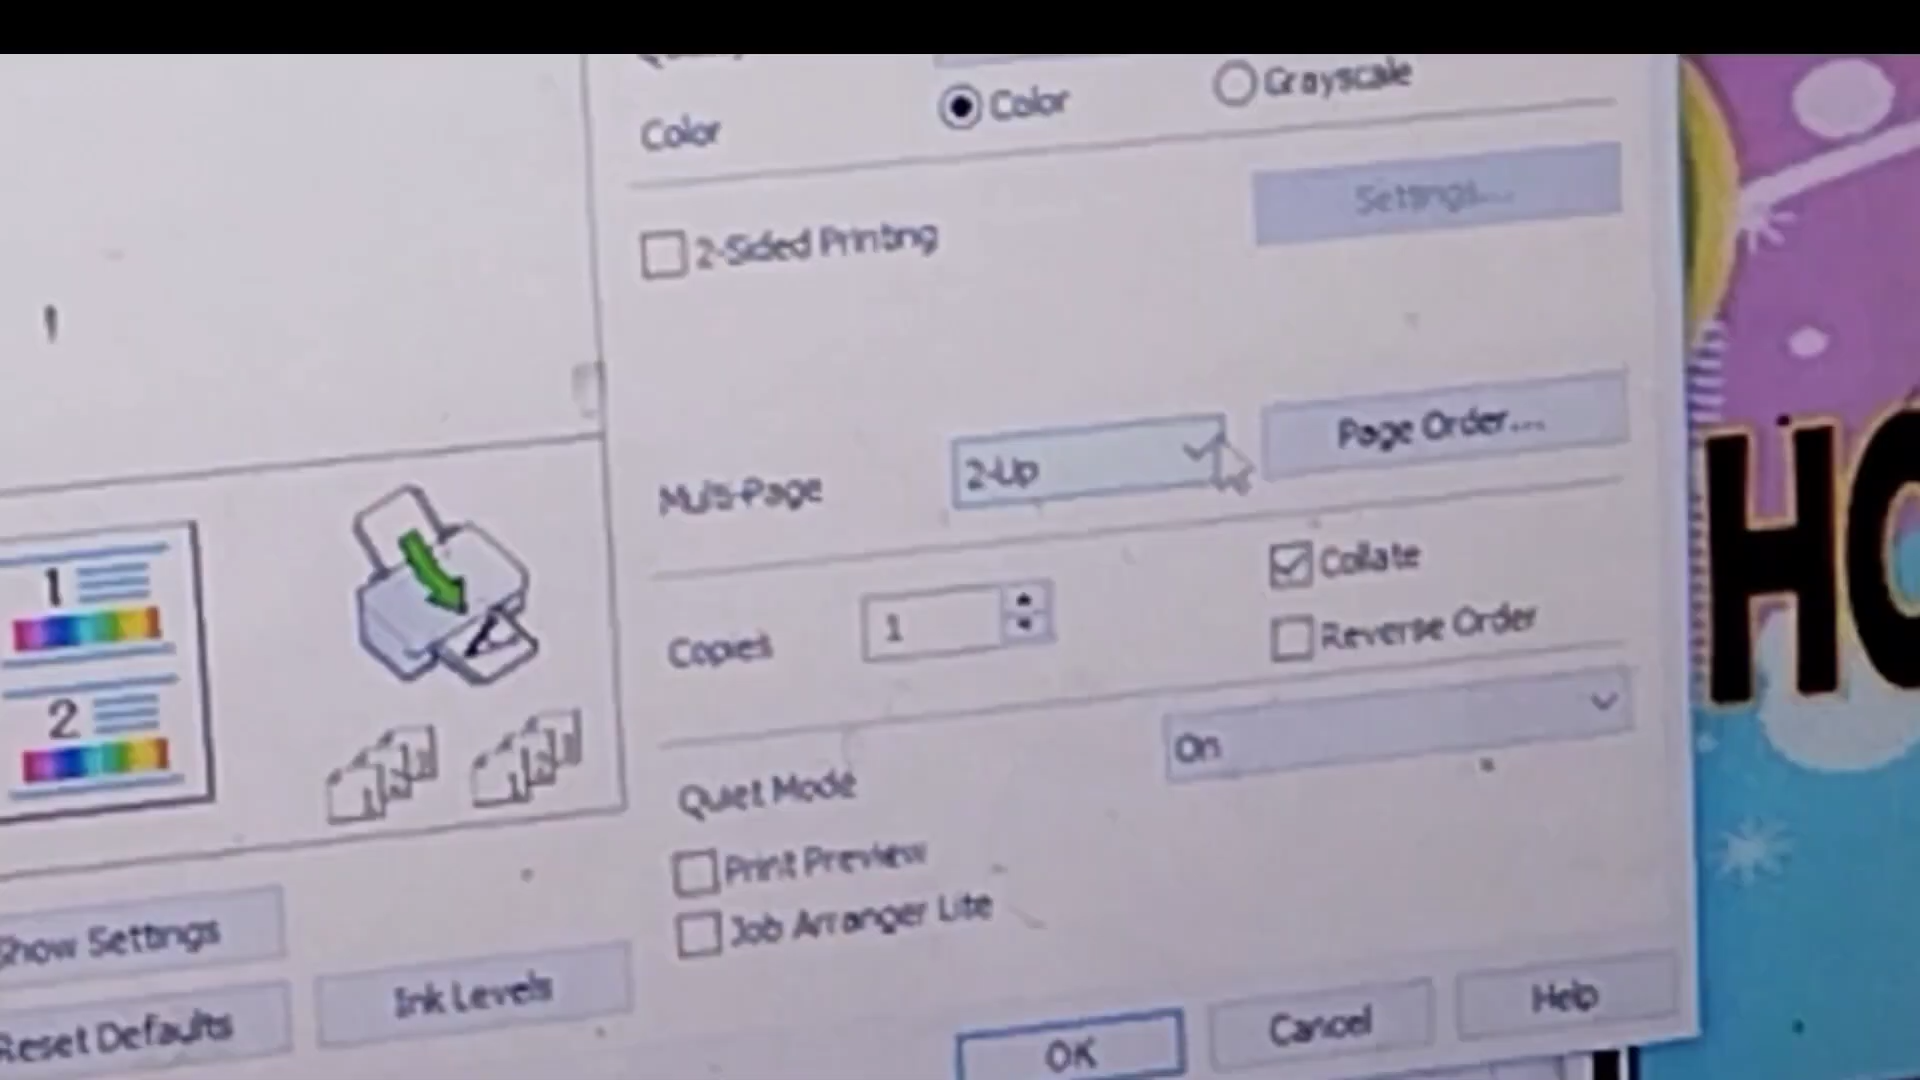 Color
Color
Grayscale
2-Sided Printing
Settings...
Multi-Page
2-Up
Page Order...
Copies
1
Collate
Reverse Order
Quiet Mode
On
Print Preview
Job Arranger Lite
1
2
Show Settings
Reset Defaults
Ink Levels
OK
Cancel
Help
HO